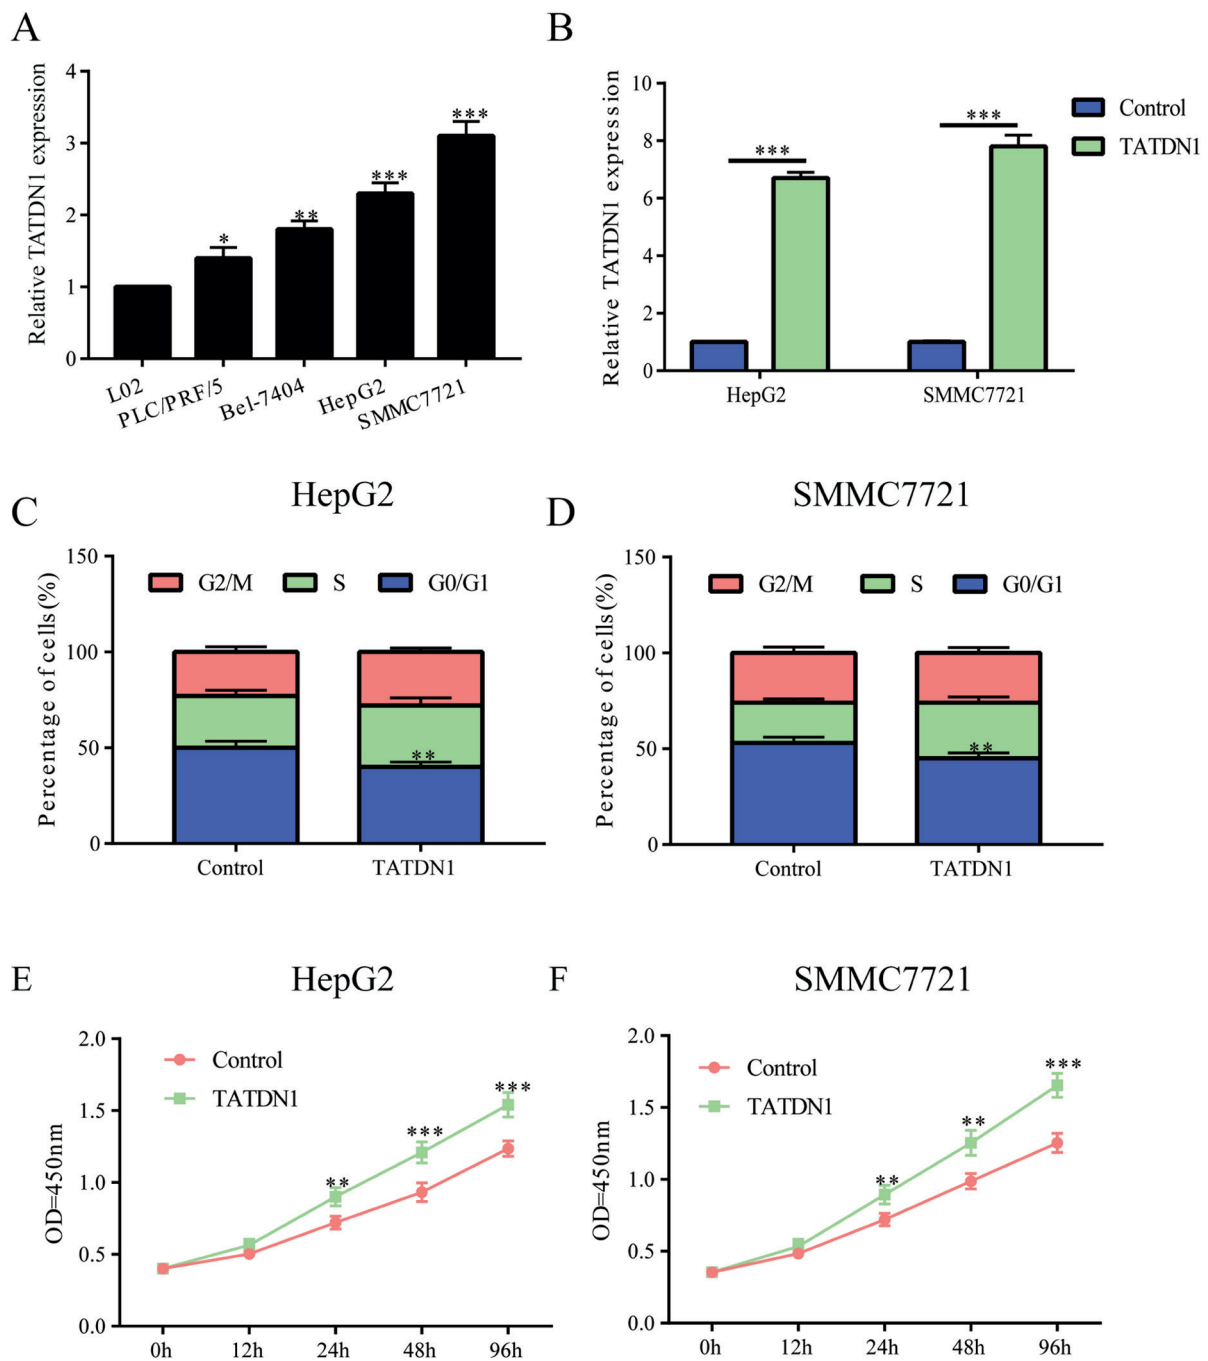 A
Relative TATDN1 expression
4
3
2
1
0
*
**
***
***
L02
PLC/PRF/5
Bel-7404
HepG2
SMMC7721
B
Relative TATDN1 expression
10
8
6
4
2
0
***
***
HepG2
SMMC7721
Control
TATDN1
C
HepG2
Percentage of cells(%)
150
100
50
0
G2/M
S
G0/G1
**
Control
TATDN1
D
SMMC7721
Percentage of cells(%)
150
100
50
0
G2/M
S
G0/G1
**
Control
TATDN1
E
HepG2
OD=450nm
2.0
1.5
1.0
0.5
0.0
Control
TATDN1
**
***
***
0h
12h
24h
48h
96h
F
SMMC7721
OD=450nm
2.0
1.5
1.0
0.5
0.0
Control
TATDN1
**
**
***
0h
12h
24h
48h
96h